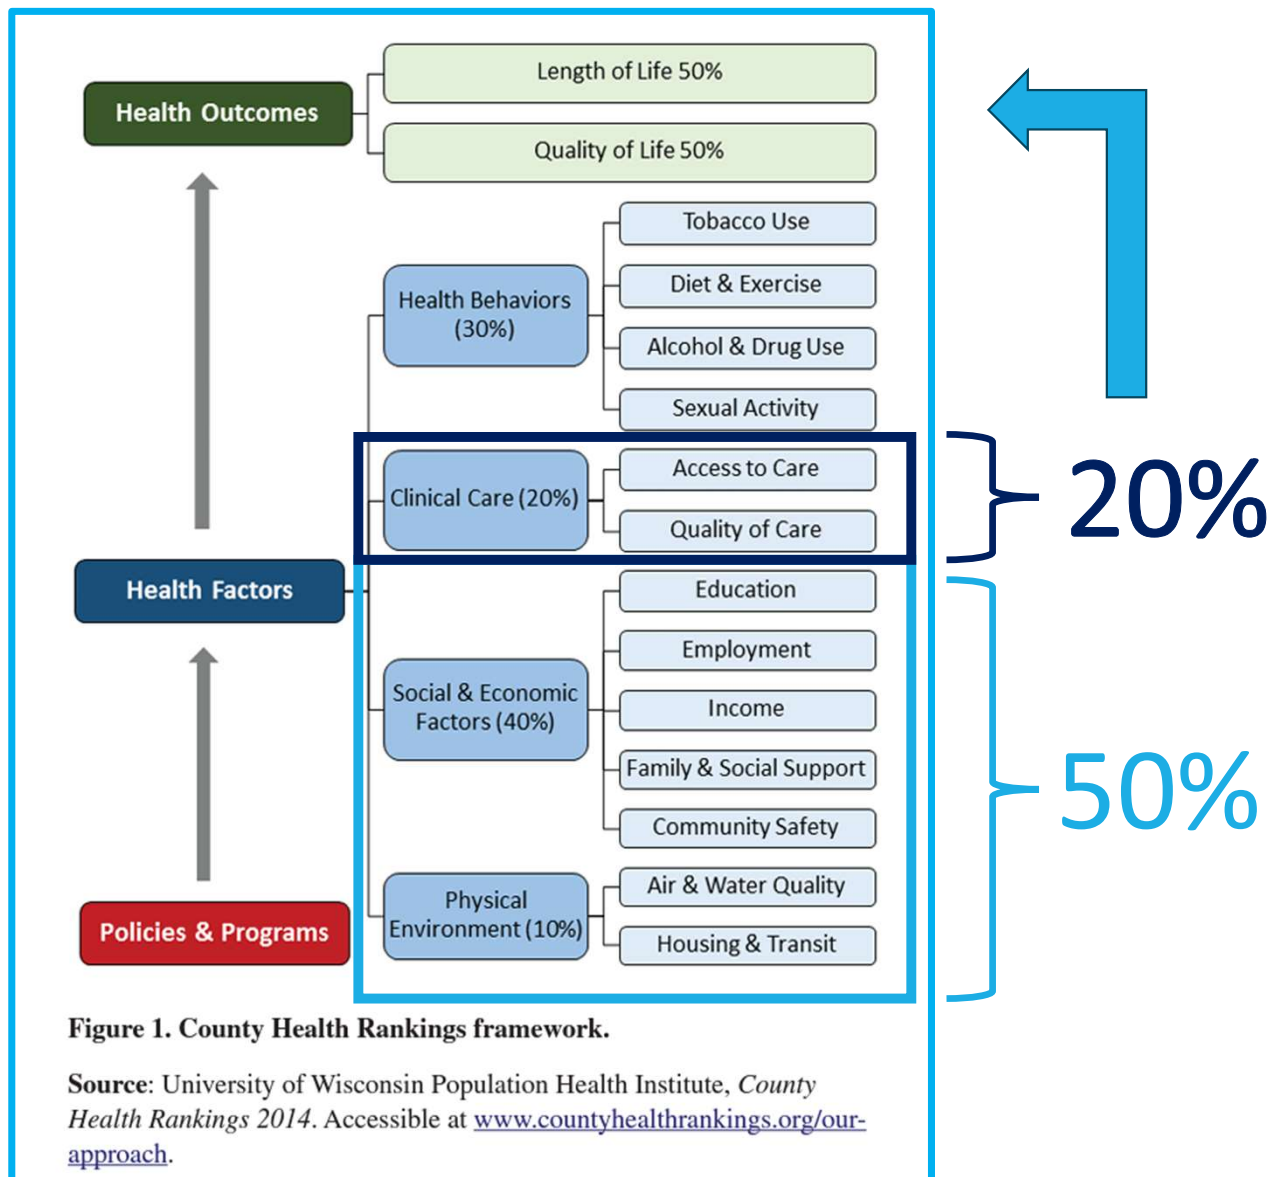 Length of Life 50%
Health Outcomes
Quality of Life 50%
Tobacco Use
Health Behaviors
(30%)
Diet & Exercise
Alcohol & Drug Use
Sexual Activity
Clinical Care (20%)
Access to Care
Quality of Care
20%
Health Factors
Education
Employment
Social & Economic
Factors (40%)
Income
Family & Social Support
Community Safety
50%
Policies & Programs
Physical
Environment (10%)
Air & Water Quality
Housing & Transit
Figure 1. County Health Rankings framework.
Source: University of Wisconsin Population Health Institute, County
Health Rankings 2014. Accessible at www.countyhealthrankings.org/our-
approach.